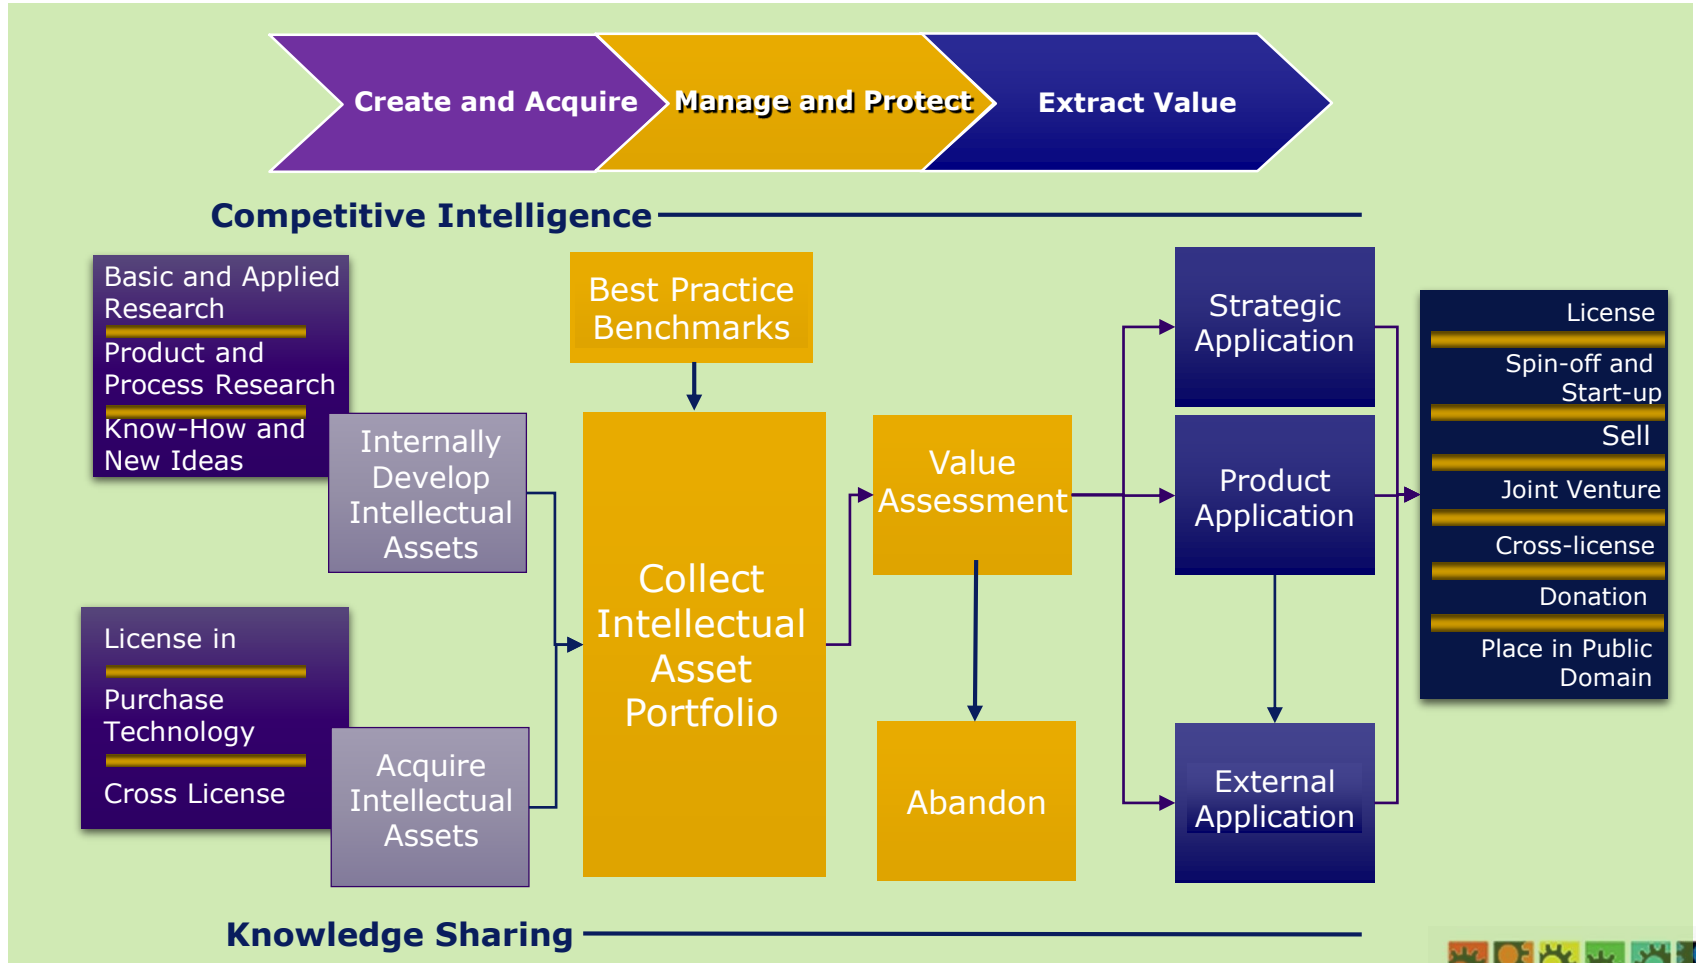 Create and Acquire
Manage and Protect
Extract Value
Competitive Intelligence
Basic and Applied
Research
Product and
Process Research
Know-How and
New Ideas
Internally
Develop
Intellectual
Assets
License in
Purchase
Technology
Cross License
Acquire
Intellectual
Assets
Best Practice
Benchmarks
Collect
Intellectual
Asset
Portfolio
Value
Assessment
Abandon
Strategic
Application
Product
Application
External
Application
License
Spin-off and
Start-up
Sell
Joint Venture
Cross-license
Donation
Place in Public
Domain
Knowledge Sharing